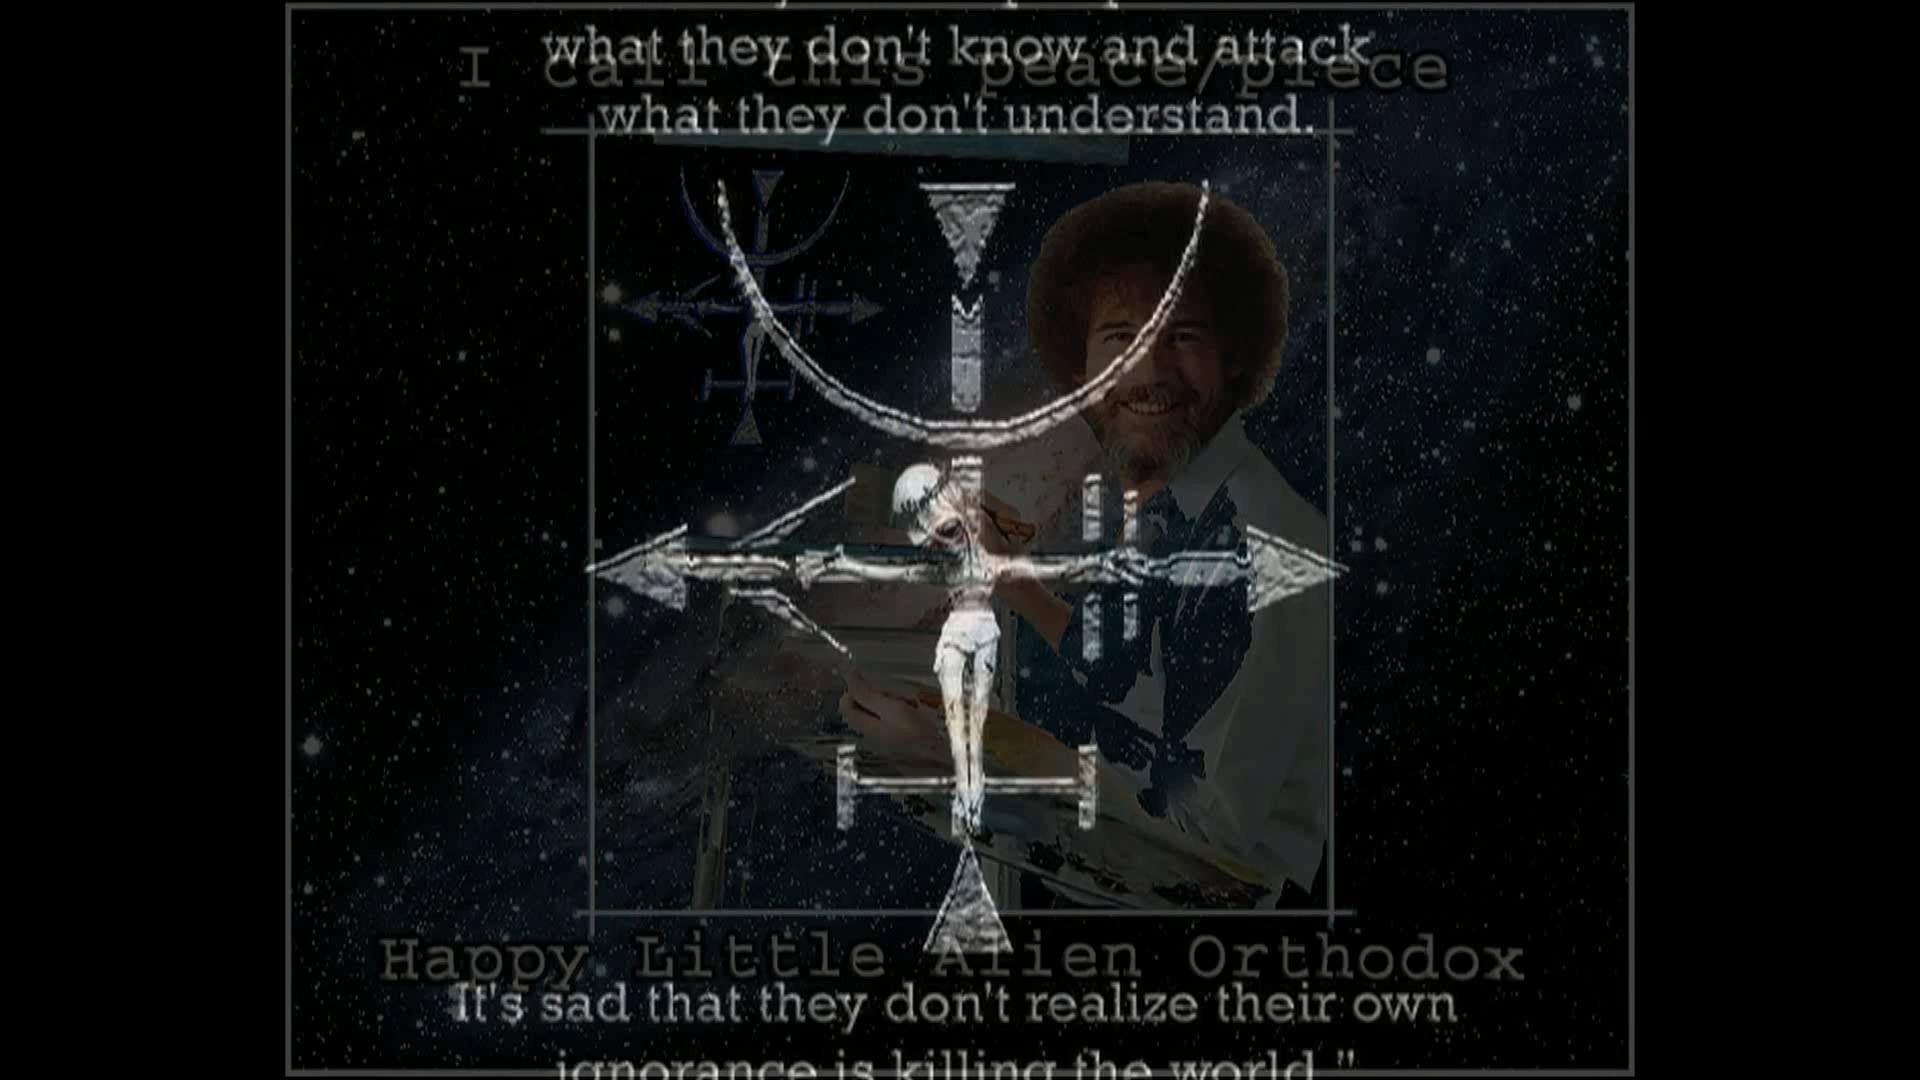 what they don't know and attack
I call this peace/piece
what they don't understand.
Happy Little Alien Orthodox
It's sad that they don't realize their own
ignorance is killing the world."